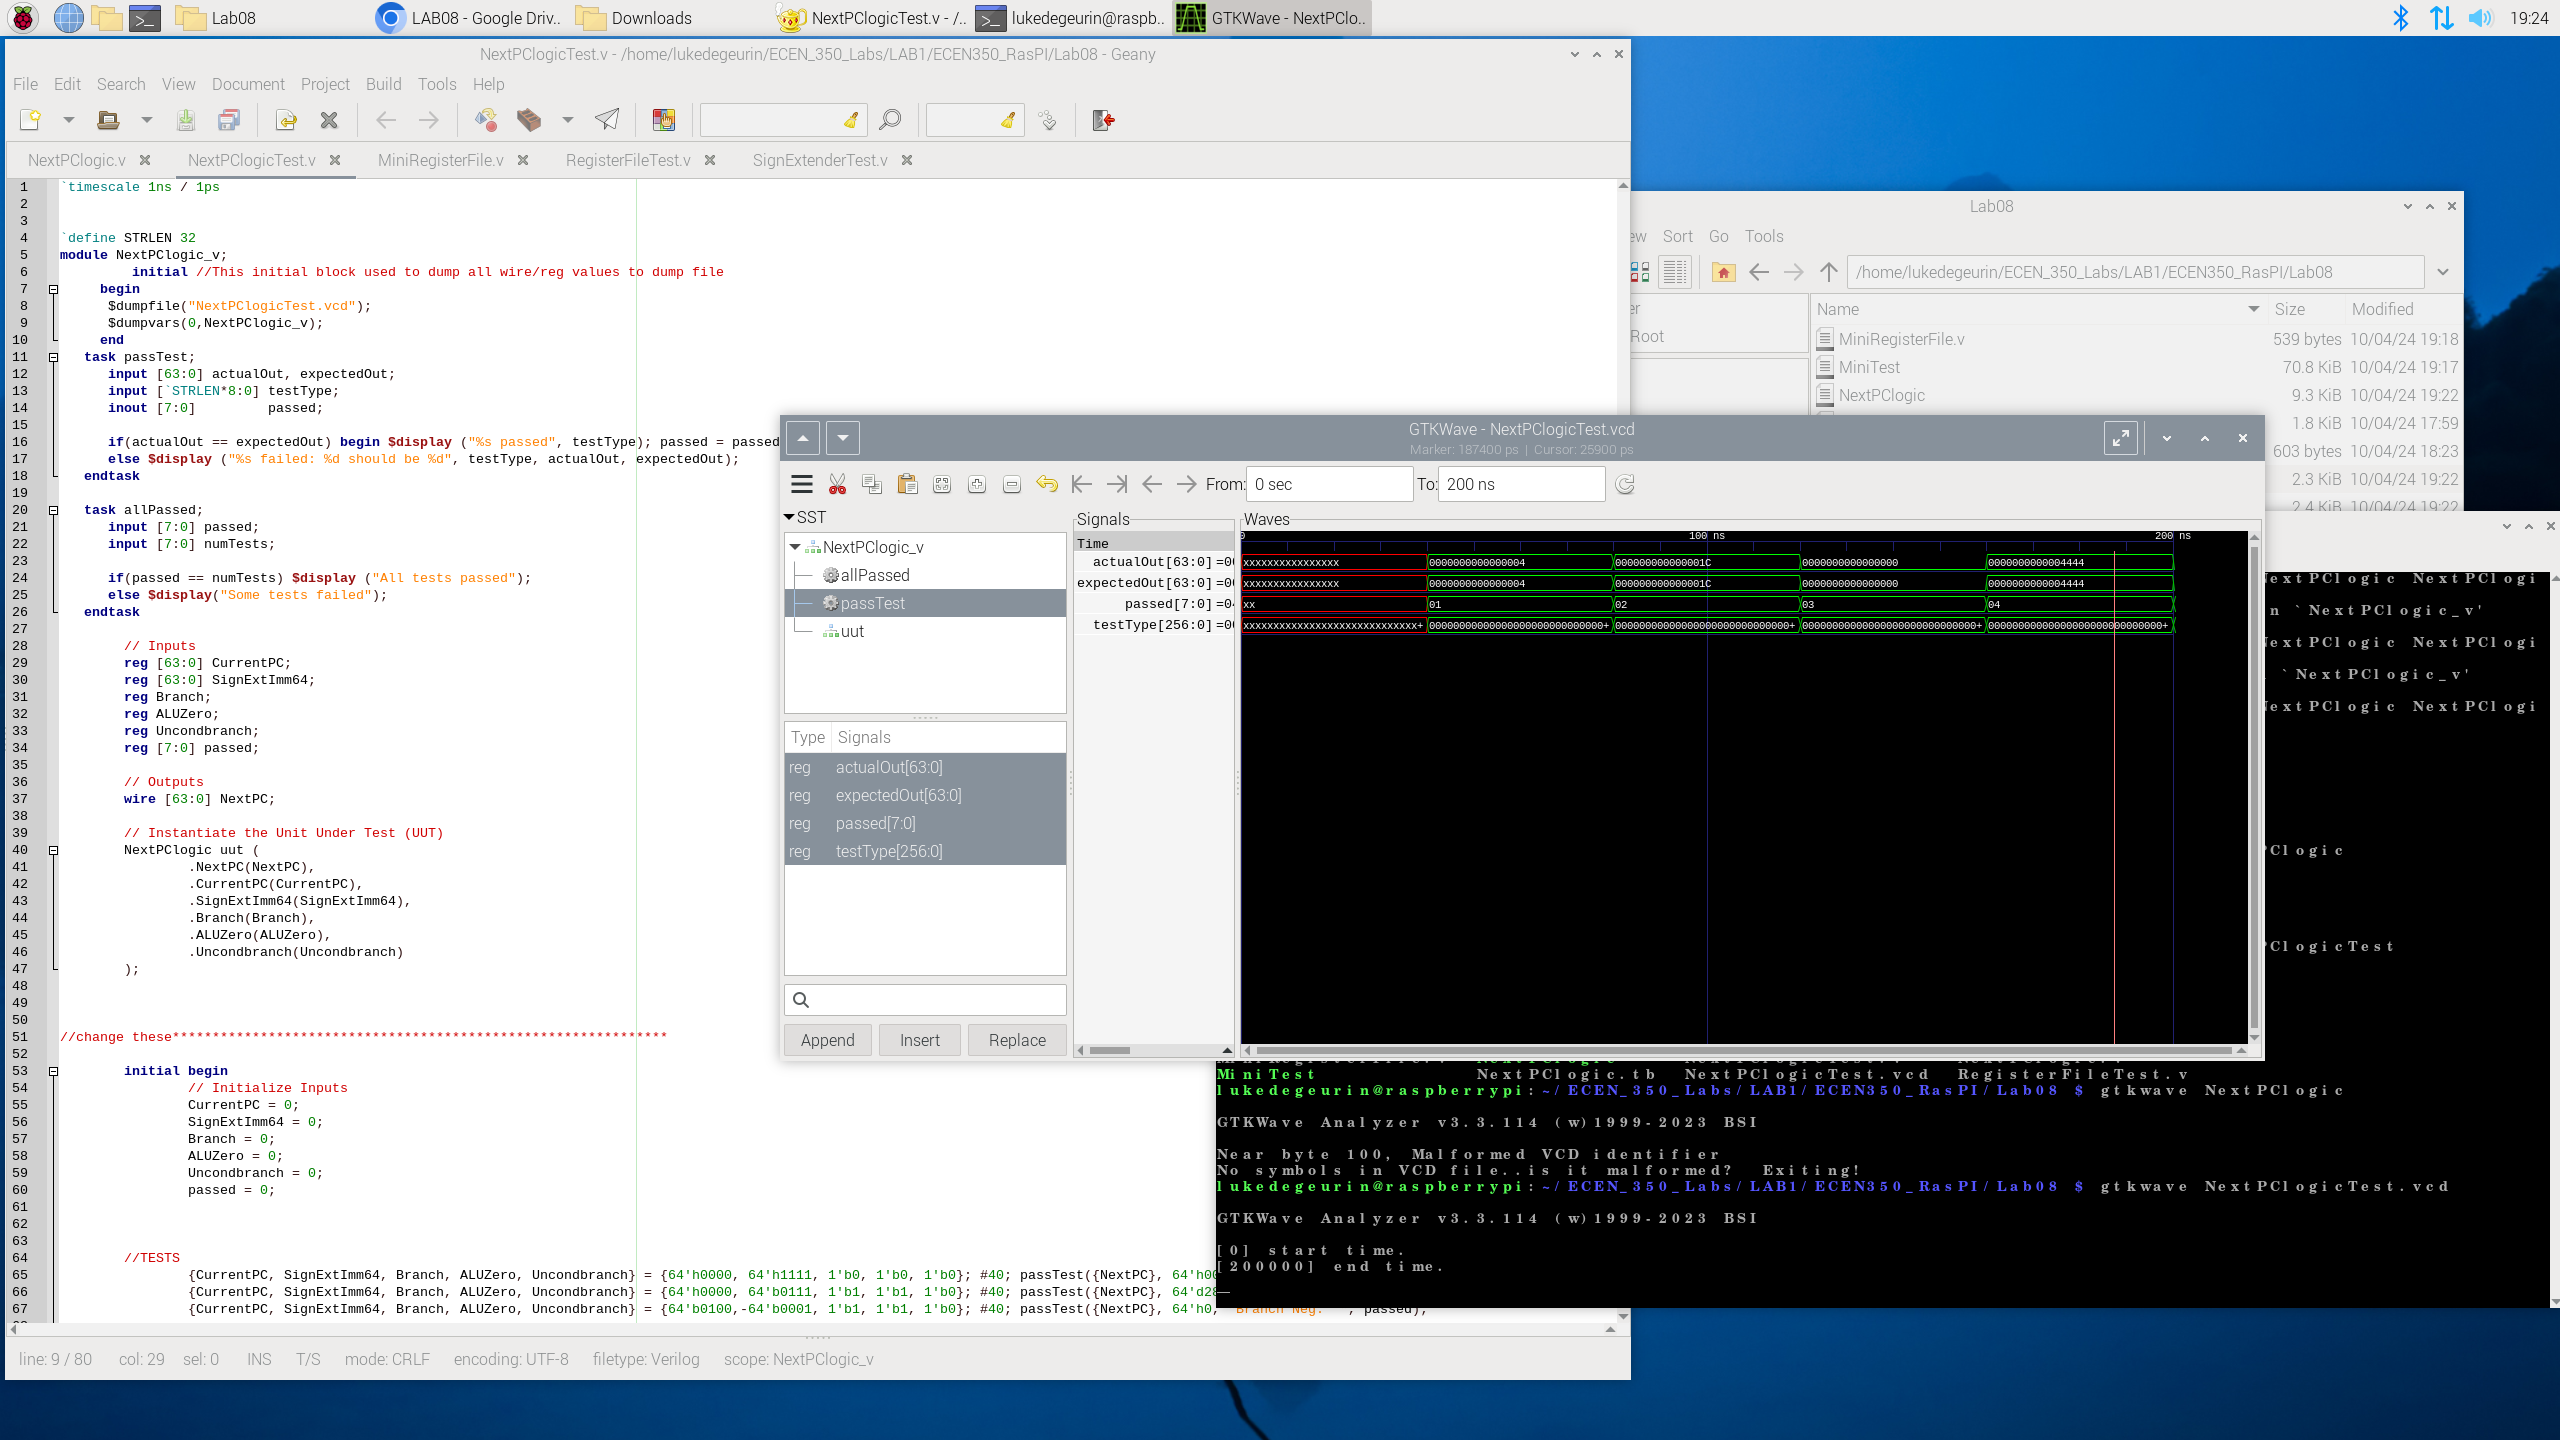 Lab08
LAB08 - Google Driv..
Downloads
NextPClogicTest.v - /..
lukedegeurin@raspb..
GTKWave - NextPClo..
19:24
NextPClogicTest.v - /home/lukedegeurin/ECEN_350_Labs/LAB1/ECEN350_RasPI/Lab08 - Geany
File Edit Search View Document Project Build Tools Help
NextPClogic.v NextPClogicTest.v MiniRegisterFile.v RegisterFileTest.v SignExtenderTest.v
1 `timescale 1ns / 1ps
2
3
4 `define STRLEN 32
5 module NextPClogic_v;
6 initial //This initial block used to dump all wire/reg values to dump file
7 begin
8 $dumpfile("NextPClogicTest.vcd");
9 $dumpvars(0,NextPClogic_v);
10 end
11 task passTest;
12 input [63:0] actualOut, expectedOut;
13 input [`STRLEN*8:0] testType;
14 inout [7:0] passed;
15
16 if(actualOut == expectedOut) begin $display ("%s passed", testType); passed = passed
17 else $display ("%s failed: %d should be %d", testType, actualOut, expectedOut);
18 endtask
19
20 task allPassed;
21 input [7:0] passed;
22 input [7:0] numTests;
23
24 if(passed == numTests) $display ("All tests passed");
25 else $display("Some tests failed");
26 endtask
27
28 // Inputs
29 reg [63:0] CurrentPC;
30 reg [63:0] SignExtImm64;
31 reg Branch;
32 reg ALUZero;
33 reg Uncondbranch;
34 reg [7:0] passed;
35
36 // Outputs
37 wire [63:0] NextPC;
38
39 // Instantiate the Unit Under Test (UUT)
40 NextPClogic uut (
41 .NextPC(NextPC),
42 .CurrentPC(CurrentPC),
43 .SignExtImm64(SignExtImm64),
44 .Branch(Branch),
45 .ALUZero(ALUZero),
46 .Uncondbranch(Uncondbranch)
47 );
48
49
50
51 //change these**************************************************************
52
53 initial begin
54 // Initialize Inputs
55 CurrentPC = 0;
56 SignExtImm64 = 0;
57 Branch = 0;
58 ALUZero = 0;
59 Uncondbranch = 0;
60 passed = 0;
61
62
63
64 //TESTS
65 {CurrentPC, SignExtImm64, Branch, ALUZero, Uncondbranch} = {64'h0000, 64'h1111, 1'b0, 1'b0, 1'b0}; #40; passTest({NextPC}, 64'h00
66 {CurrentPC, SignExtImm64, Branch, ALUZero, Uncondbranch} = {64'h0000, 64'b0111, 1'b1, 1'b1, 1'b0}; #40; passTest({NextPC}, 64'd28
67 {CurrentPC, SignExtImm64, Branch, ALUZero, Uncondbranch} = {64'b0100,-64'b0001, 1'b1, 1'b1, 1'b0}; #40; passTest({NextPC}, 64'h0, "Branch Neg. ", passed);
line: 9 / 80 col: 29 sel: 0 INS T/S mode: CRLF encoding: UTF-8 filetype: Verilog scope: NextPClogic_v
Lab08
ew Sort Go Tools
/home/lukedegeurin/ECEN_350_Labs/LAB1/ECEN350_RasPI/Lab08
er
Root
Name Size Modified
MiniRegisterFile.v 539 bytes 10/04/24 19:18
MiniTest 70.8 KiB 10/04/24 19:17
NextPClogic 9.3 KiB 10/04/24 19:22
1.8 KiB 10/04/24 17:59
603 bytes 10/04/24 18:23
2.3 KiB 10/04/24 19:22
2.4 KiB 10/04/24 19:22
GTKWave - NextPClogicTest.vcd
Marker: 187400 ps | Cursor: 25900 ps
From: 0 sec To: 200 ns
SST
NextPClogic_v
allPassed
passTest
uut
Type Signals
reg actualOut[63:0]
reg expectedOut[63:0]
reg passed[7:0]
reg testType[256:0]
Append Insert Replace
Signals
Time
actualOut[63:0] =00
expectedOut[63:0] =00
passed[7:0] =04
testType[256:0] =00
Waves
0 100 ns 200 ns
xxxxxxxxxxxxxxxx 0000000000000004 000000000000001C 0000000000000000 0000000000004444
xxxxxxxxxxxxxxxx 0000000000000004 000000000000001C 0000000000000000 0000000000004444
xx 01 02 03 04
xxxxxxxxxxxxxxxxxxxxxxxxxxxxx+ 00000000000000000000000000000+ 00000000000000000000000000000+ 00000000000000000000000000000+ 00000000000000000000000000000+
NextPClogic NextPClogi
n `NextPClogic_v'
NextPClogic NextPClogi
`NextPClogic_v'
NextPClogic NextPClogi
PClogic
PClogicTest
MiniTest NextPClogic.tb NextPClogicTest.vcd RegisterFileTest.v
lukedegeurin@raspberrypi:~/ECEN_350_Labs/LAB1/ECEN350_RasPI/Lab08 $ gtkwave NextPClogic
GTKWave Analyzer v3.3.114 (w)1999-2023 BSI
Near byte 100, Malformed VCD identifier
No symbols in VCD file..is it malformed? Exiting!
lukedegeurin@raspberrypi:~/ECEN_350_Labs/LAB1/ECEN350_RasPI/Lab08 $ gtkwave NextPClogicTest.vcd
GTKWave Analyzer v3.3.114 (w)1999-2023 BSI
[0] start time.
[200000] end time.